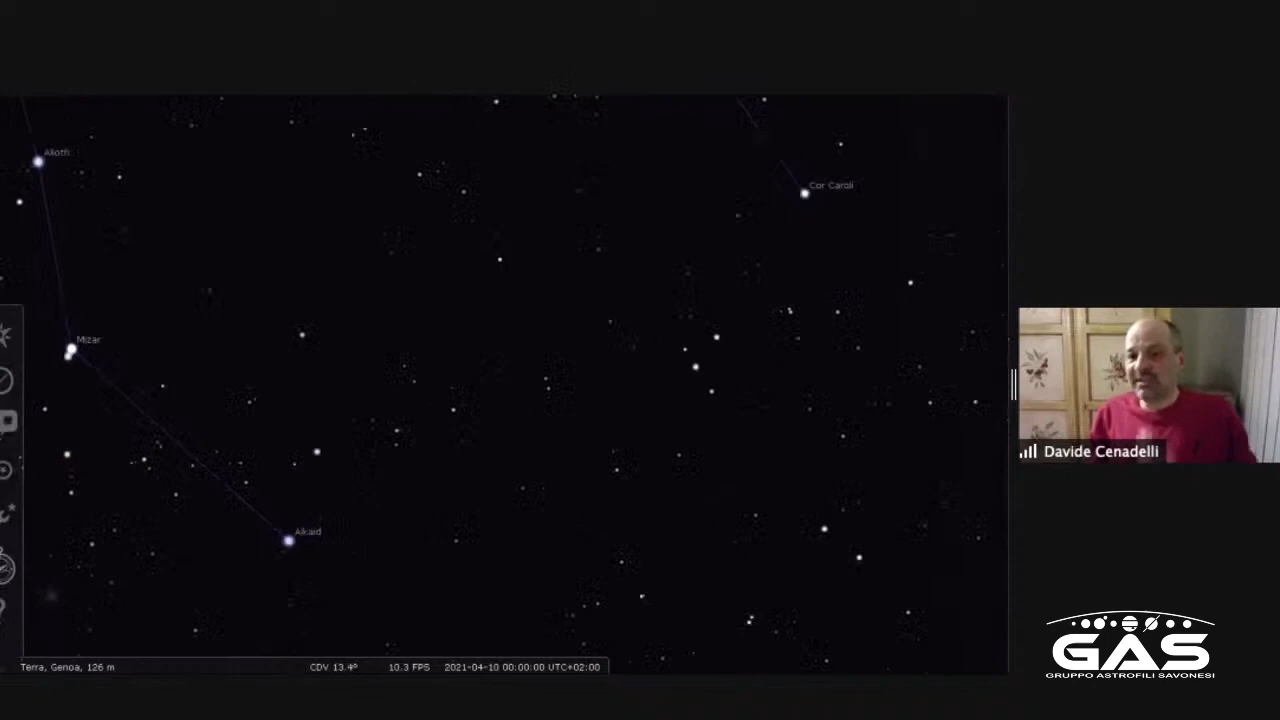 Alioth
Cor Caroli
Mizar
Alkaid
Davide Cenadelli
GAS
GRUPPO ASTROFILI SAVONESI
Terra, Genoa, 126 m
CDV 13.4°
10.3 FPS
2021-04-10 00:00:00 UTC+02:00